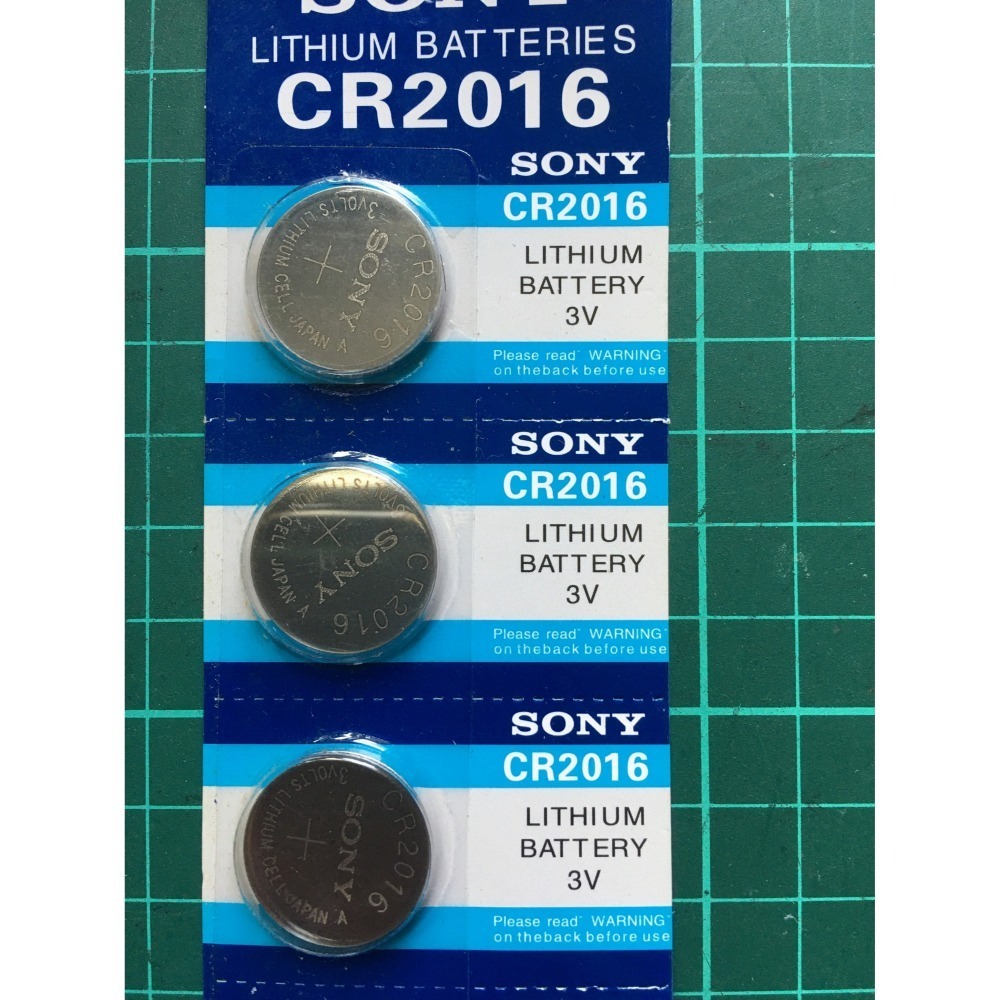 SONY
LITHIUM BATTERIES
CR2016
SONY
CR2016
LITHIUM
BATTERY
3V
Please read" WARNING"
on theback before use
3VOLTS LITHIUM CELL JAPAN A
SONY
CR2016
SONY
CR2016
LITHIUM
BATTERY
3V
Please read" WARNING"
on theback before use
3VOLTS LITHIUM CELL JAPAN A
SONY
CR2016
SONY
CR2016
LITHIUM
BATTERY
3V
Please read" WARNING"
on theback before use
3VOLTS LITHIUM CELL JAPAN A
SONY
CR2016